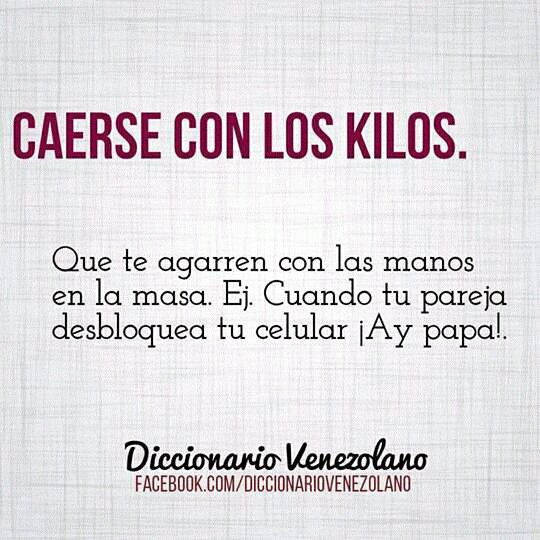 CAERSE CON LOS KILOS.
Que te agarren con las manos
en la masa. Ej. Cuando tu pareja
desbloquea tu celular ¡Ay papa!.
Diccionario Venezolano
FACEBOOK.COM/DICCIONARIOVENEZOLANO